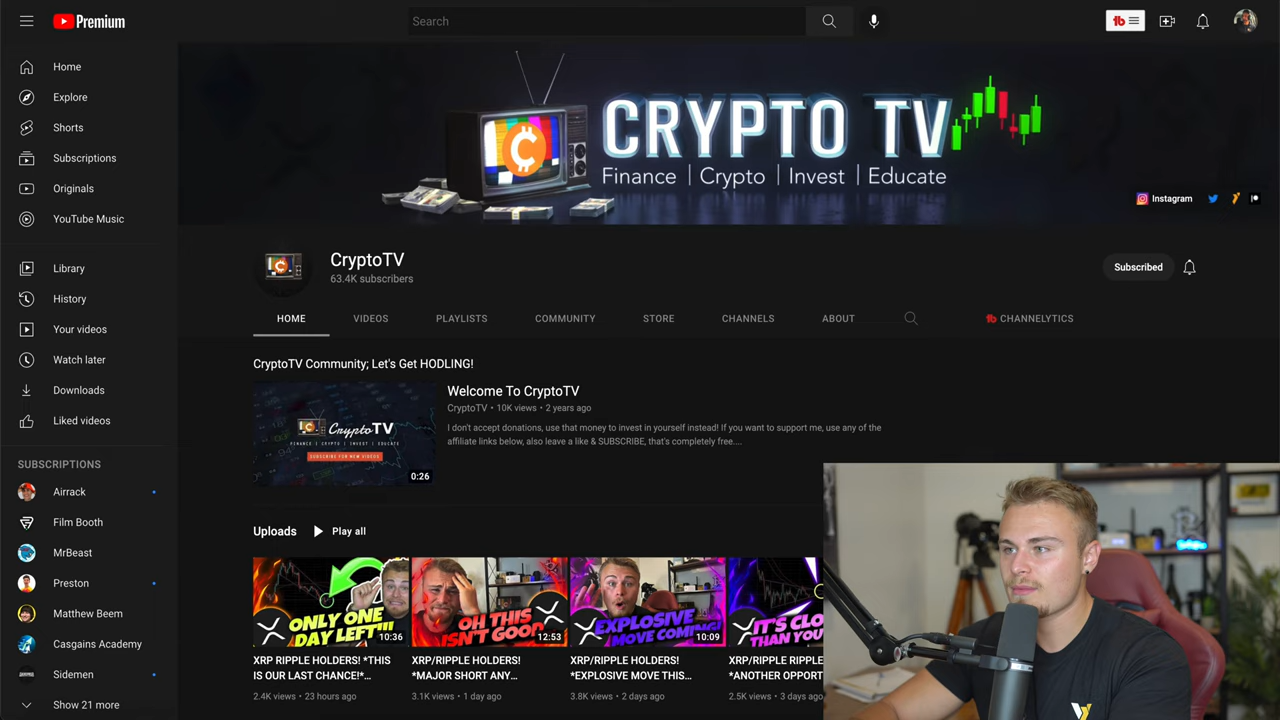 Premium
Search
Home
Explore
Shorts
Subscriptions
Originals
YouTube Music
Library
History
Your videos
Watch later
Downloads
Liked videos
SUBSCRIPTIONS
Airrack
Film Booth
MrBeast
Preston
Matthew Beem
Casgains Academy
Sidemen
Show 21 more
CRYPTO TV
Finance | Crypto | Invest | Educate
Instagram
CryptoTV
63.4K subscribers
Subscribed
HOME VIDEOS PLAYLISTS COMMUNITY STORE CHANNELS ABOUT CHANNELYTICS
CryptoTV Community; Let's Get HODLING!
CryptoTV
FINANCE | CRYPTO | INVEST | EDUCATE
SUBSCRIBE FOR NEW VIDEOS
0:26
Welcome To CryptoTV
CryptoTV • 10K views • 2 years ago
I don't accept donations, use that money to invest in yourself instead! If you want to support me, use any of the
affiliate links below, also leave a like & SUBSCRIBE, that's completely free....
Uploads Play all
ONLY ONE
DAY LEFT!!!
10:36
XRP RIPPLE HOLDERS! *THIS
IS OUR LAST CHANCE!*...
2.4K views • 23 hours ago
OH THIS
ISN'T GOOD
12:53
XRP/RIPPLE HOLDERS!
*MAJOR SHORT ANY...
3.1K views • 1 day ago
EXPLOSIVE
MOVE COMING!
10:09
XRP/RIPPLE HOLDERS!
*EXPLOSIVE MOVE THIS...
3.8K views • 2 days ago
IT'S CLO
THAN YOU
XRP/RIPPLE RIPPLE
*ANOTHER OPPORT
2.5K views • 3 days ago